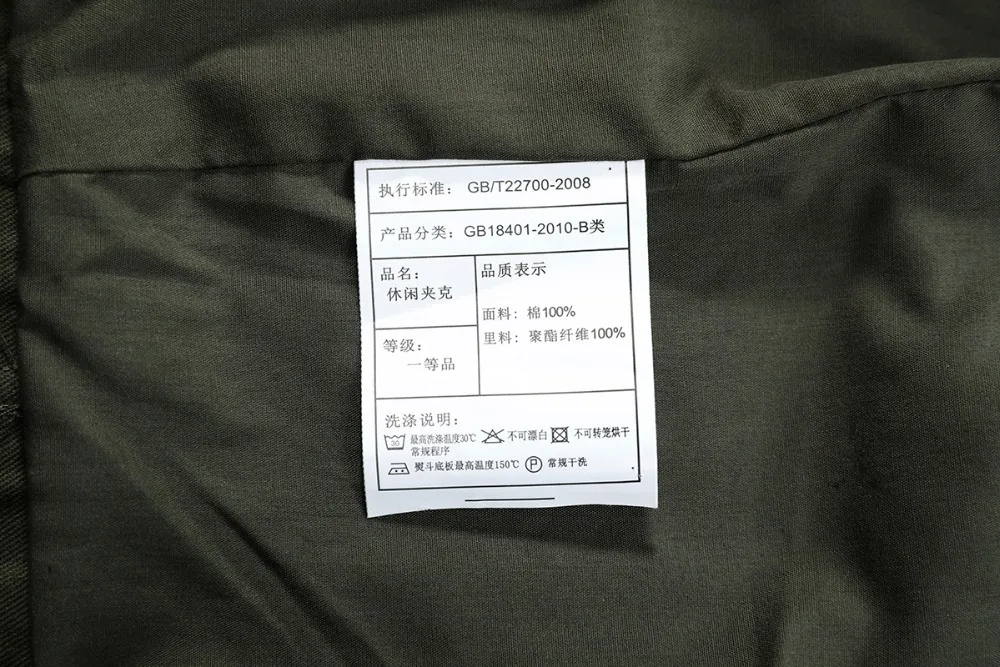 执行标准：GB/T22700-2008
产品分类：GB18401-2010-B类
品名：
休闲夹克
等级：
一等品
品质表示
面料：棉100%
里料：聚酯纤维100%
洗涤说明：
30 最高洗涤温度30℃ 不可漂白 不可转笼烘干
常规程序
熨斗底板最高温度150℃ P 常规干洗